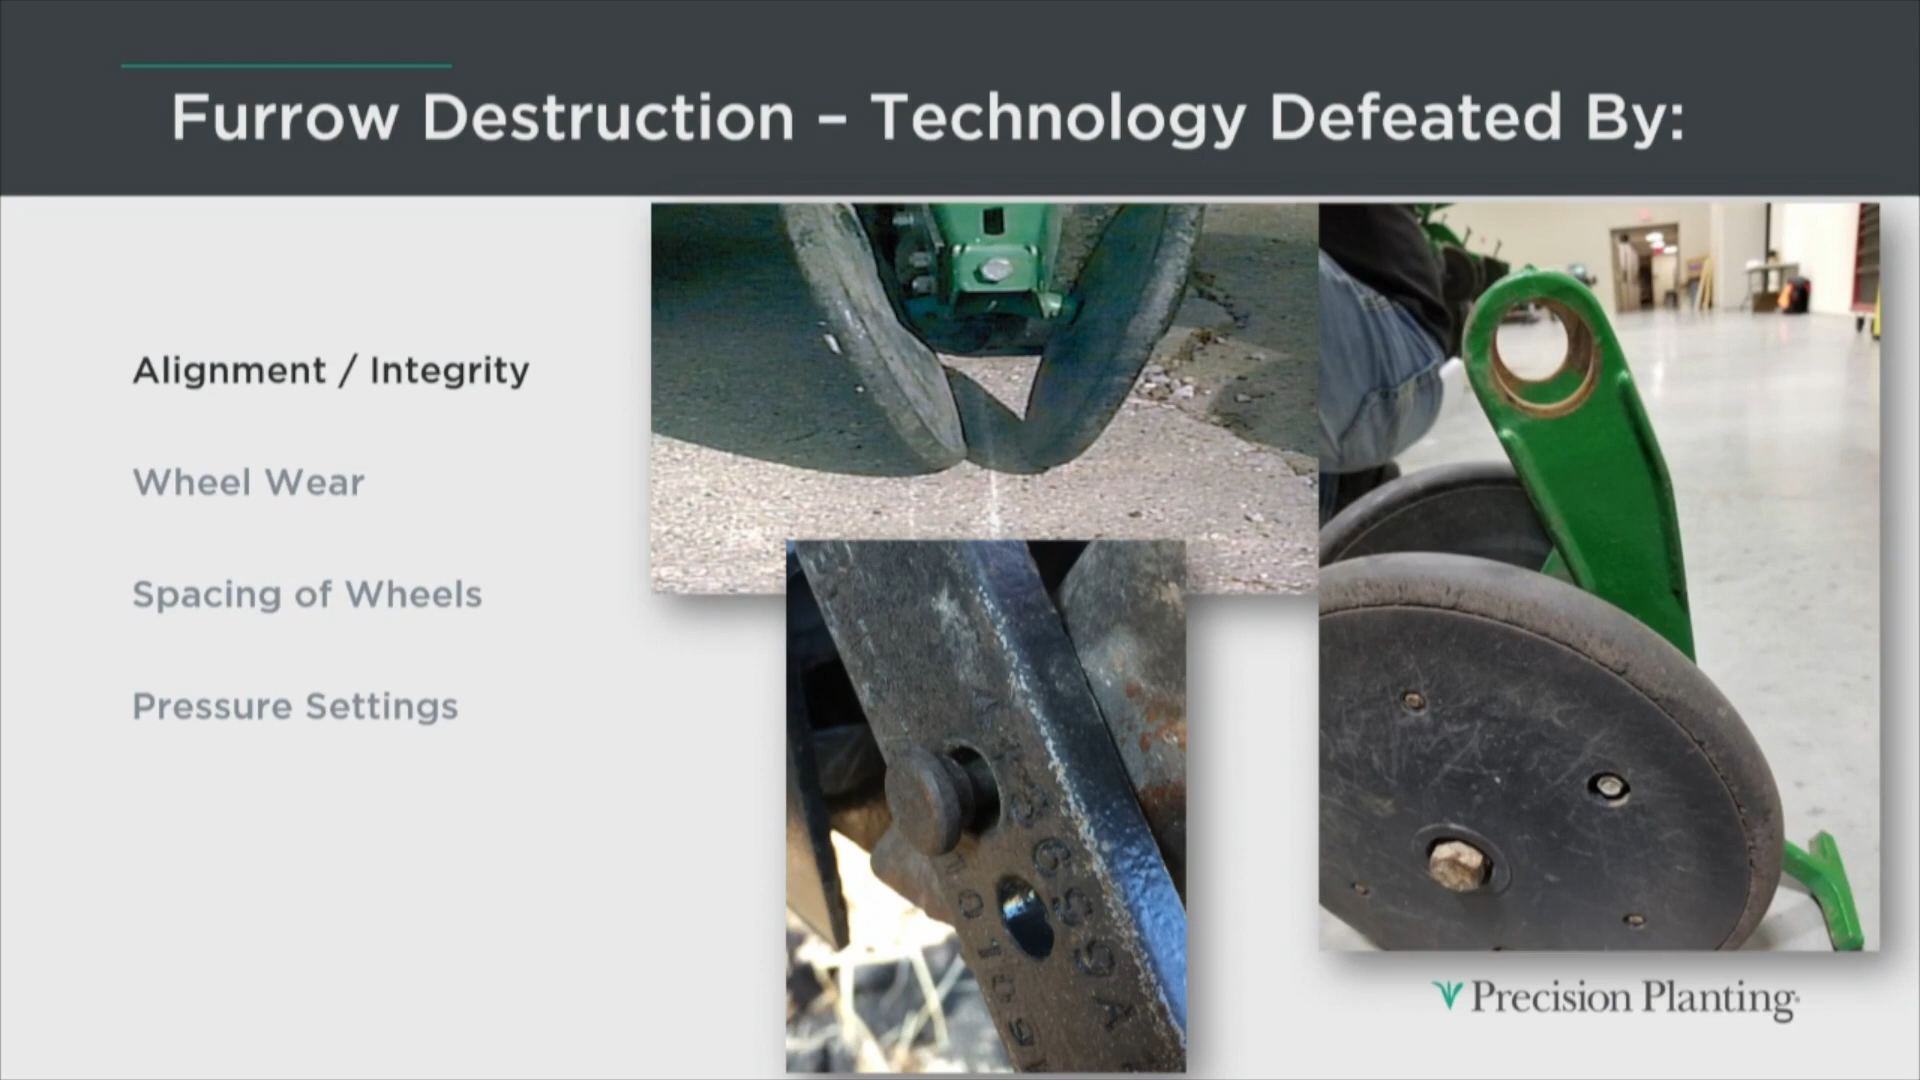 Furrow Destruction – Technology Defeated By:
Alignment / Integrity
Wheel Wear
Spacing of Wheels
Pressure Settings
Precision Planting